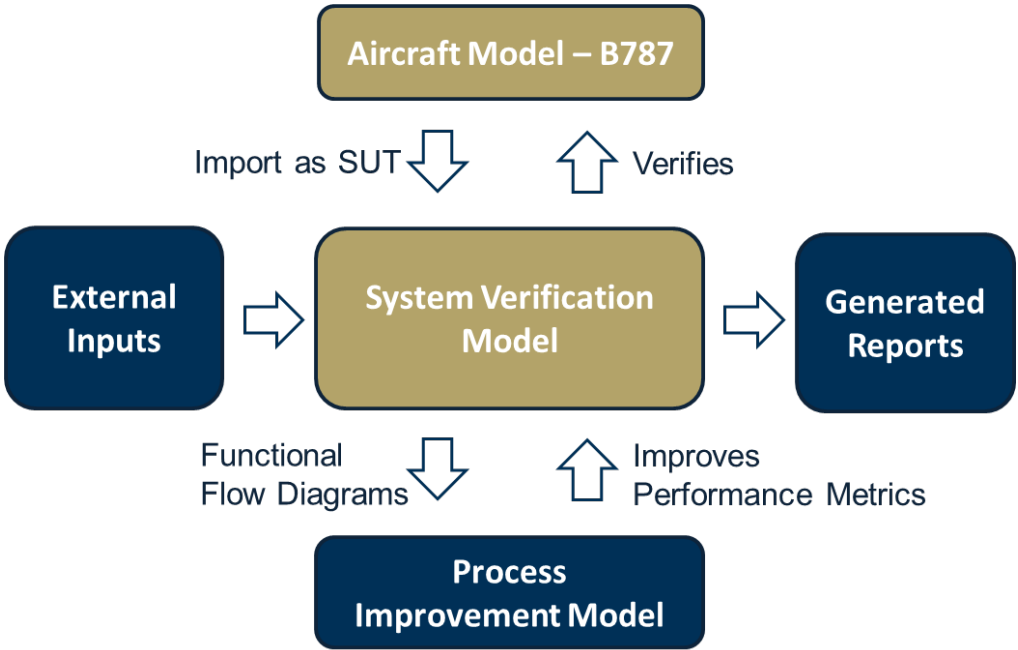 Aircraft Model – B787
Import as SUT
Verifies
External
Inputs
System Verification
Model
Generated
Reports
Functional
Flow Diagrams
Improves
Performance Metrics
Process
Improvement Model